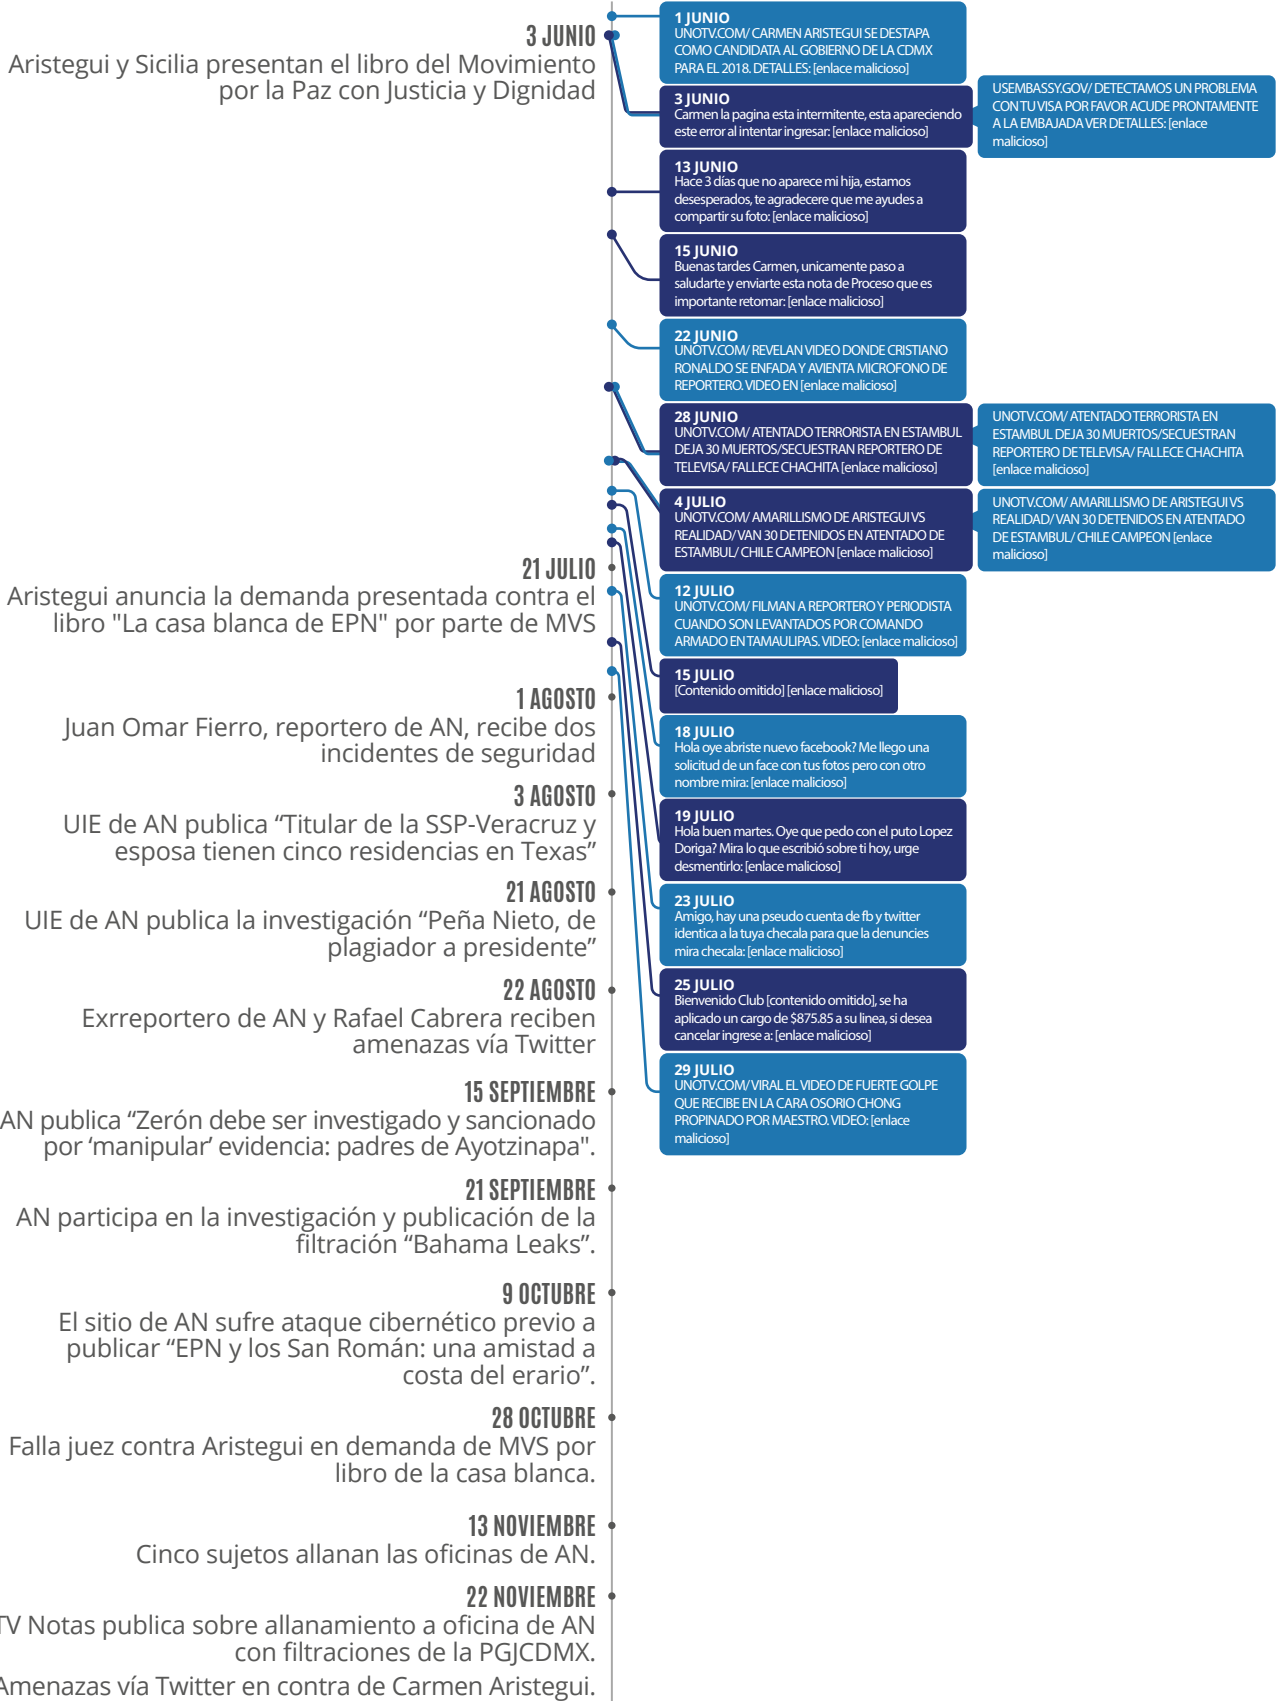 3 JUNIO
Aristegui y Sicilia presentan el libro del Movimiento
por la Paz con Justicia y Dignidad
21 JULIO
Aristegui anuncia la demanda presentada contra el
libro "La casa blanca de EPN" por parte de MVS
1 AGOSTO
Juan Omar Fierro, reportero de AN, recibe dos
incidentes de seguridad
3 AGOSTO
UIE de AN publica “Titular de la SSP-Veracruz y
esposa tienen cinco residencias en Texas”
21 AGOSTO
UIE de AN publica la investigación “Peña Nieto, de
plagiador a presidente”
22 AGOSTO
Exrreportero de AN y Rafael Cabrera reciben
amenazas vía Twitter
15 SEPTIEMBRE
AN publica “Zerón debe ser investigado y sancionado
por ‘manipular’ evidencia: padres de Ayotzinapa".
21 SEPTIEMBRE
AN participa en la investigación y publicación de la
filtración “Bahama Leaks”.
9 OCTUBRE
El sitio de AN sufre ataque cibernético previo a
publicar “EPN y los San Román: una amistad a
costa del erario”.
28 OCTUBRE
Falla juez contra Aristegui en demanda de MVS por
libro de la casa blanca.
13 NOVIEMBRE
Cinco sujetos allanan las oficinas de AN.
22 NOVIEMBRE
TV Notas publica sobre allanamiento a oficina de AN
con filtraciones de la PGJCDMX.
Amenazas vía Twitter en contra de Carmen Aristegui.
1 JUNIO
UNOTV.COM/ CARMEN ARISTEGUI SE DESTAPA
COMO CANDIDATA AL GOBIERNO DE LA CDMX
PARA EL 2018. DETALLES: [enlace malicioso]
3 JUNIO
Carmen la pagina esta intermitente, esta apareciendo
este error al intentar ingresar: [enlace malicioso]
USEMBASSY.GOV/ DETECTAMOS UN PROBLEMA
CON TU VISA POR FAVOR ACUDE PRONTAMENTE
A LA EMBAJADA VER DETALLES: [enlace
malicioso]
13 JUNIO
Hace 3 días que no aparece mi hija, estamos
desesperados, te agradecere que me ayudes a
compartir su foto: [enlace malicioso]
15 JUNIO
Buenas tardes Carmen, unicamente paso a
saludarte y enviarte esta nota de Proceso que es
importante retomar: [enlace malicioso]
22 JUNIO
UNOTV.COM/ REVELAN VIDEO DONDE CRISTIANO
RONALDO SE ENFADA Y AVIENTA MICROFONO DE
REPORTERO. VIDEO EN [enlace malicioso]
28 JUNIO
UNOTV.COM/ ATENTADO TERRORISTA EN ESTAMBUL
DEJA 30 MUERTOS/SECUESTRAN REPORTERO DE
TELEVISA/ FALLECE CHACHITA [enlace malicioso]
UNOTV.COM/ ATENTADO TERRORISTA EN
ESTAMBUL DEJA 30 MUERTOS/SECUESTRAN
REPORTERO DE TELEVISA/ FALLECE CHACHITA
[enlace malicioso]
4 JULIO
UNOTV.COM/ AMARILLISMO DE ARISTEGUI VS
REALIDAD/ VAN 30 DETENIDOS EN ATENTADO DE
ESTAMBUL/ CHILE CAMPEON [enlace malicioso]
UNOTV.COM/ AMARILLISMO DE ARISTEGUI VS
REALIDAD/ VAN 30 DETENIDOS EN ATENTADO
DE ESTAMBUL/ CHILE CAMPEON [enlace
malicioso]
12 JULIO
UNOTV.COM/ FILMAN A REPORTERO Y PERIODISTA
CUANDO SON LEVANTADOS POR COMANDO
ARMADO EN TAMAULIPAS. VIDEO: [enlace malicioso]
15 JULIO
[Contenido omitido] [enlace malicioso]
18 JULIO
Hola oye abriste nuevo facebook? Me llego una
solicitud de un face con tus fotos pero con otro
nombre mira: [enlace malicioso]
19 JULIO
Hola buen martes. Oye que pedo con el puto Lopez
Doriga? Mira lo que escribió sobre ti hoy, urge
desmentirlo: [enlace malicioso]
23 JULIO
Amigo, hay una pseudo cuenta de fb y twitter
identica a la tuya checala para que la denuncies
mira checala: [enlace malicioso]
25 JULIO
Bienvenido Club [contenido omitido], se ha
aplicado un cargo de $875.85 a su linea, si desea
cancelar ingrese a: [enlace malicioso]
29 JULIO
UNOTV.COM/ VIRAL EL VIDEO DE FUERTE GOLPE
QUE RECIBE EN LA CARA OSORIO CHONG
PROPINADO POR MAESTRO. VIDEO: [enlace
malicioso]